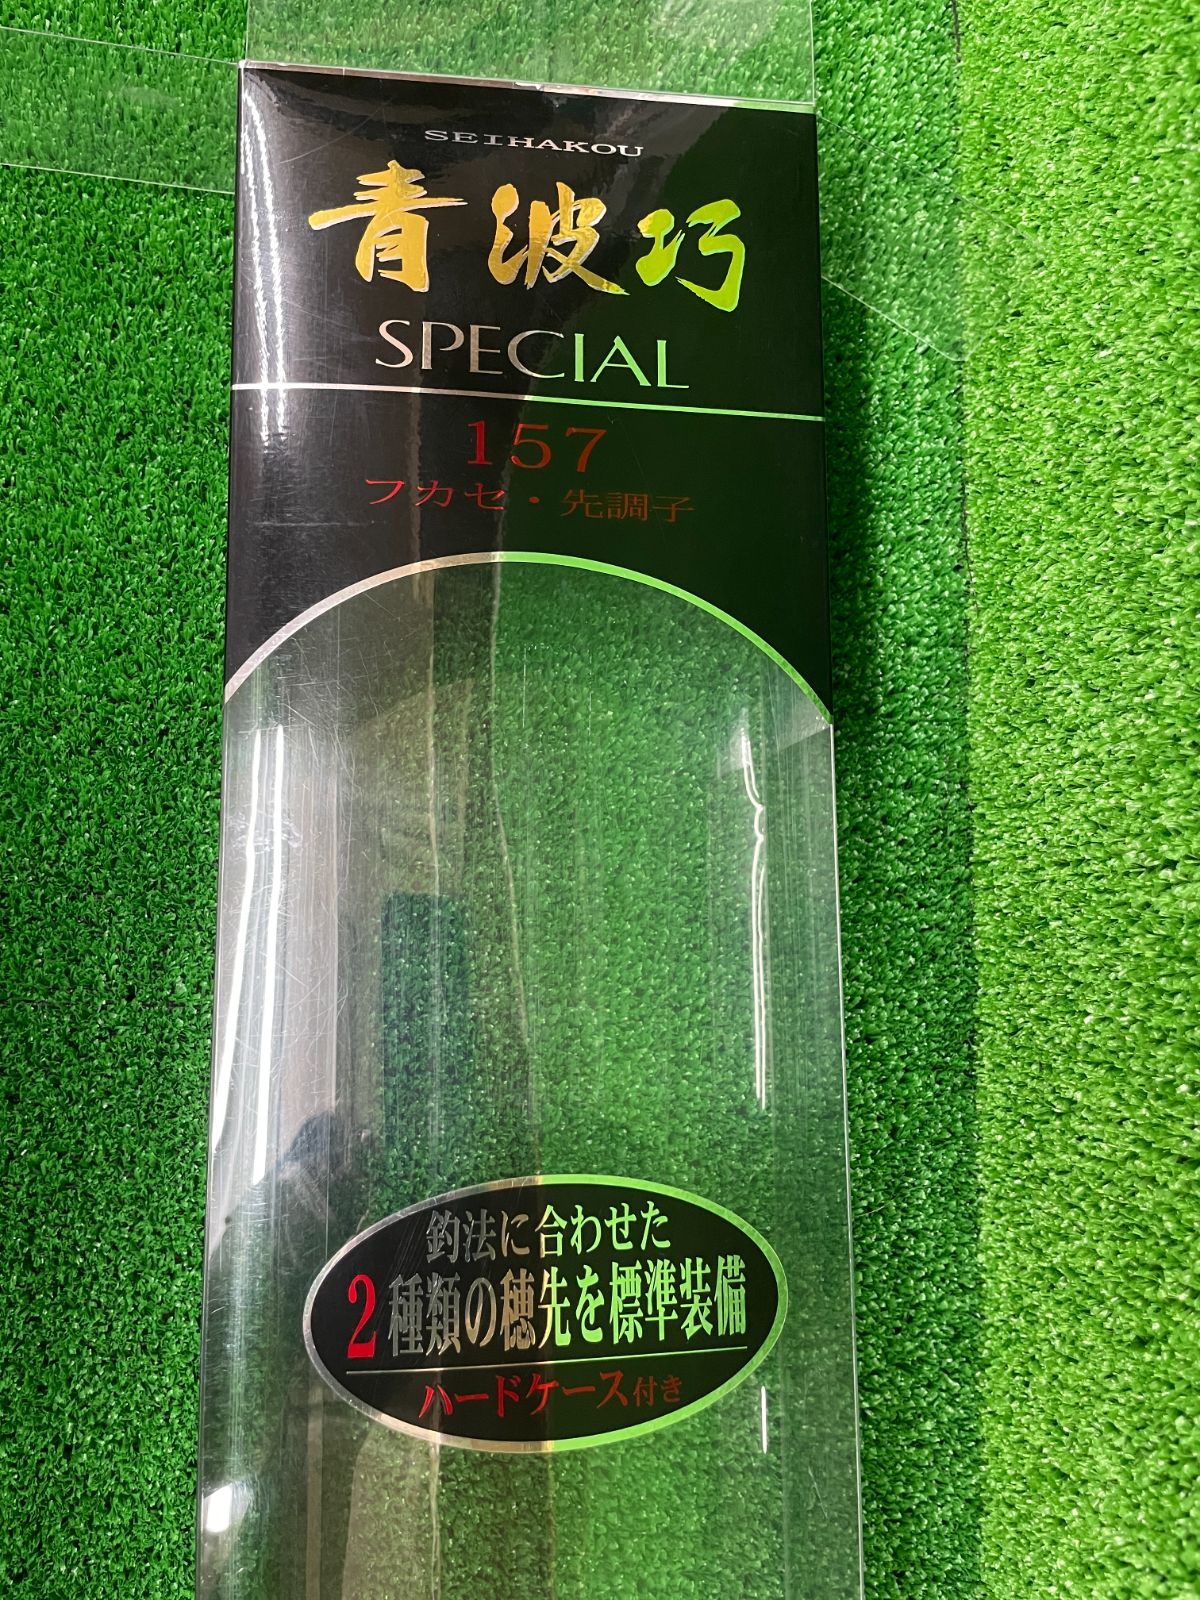 SEIHAKOU
青波巧
SPECIAL
157
フカセ・先調子
釣法に合わせた
2種類の穂先を標準装備
ハードケース付き